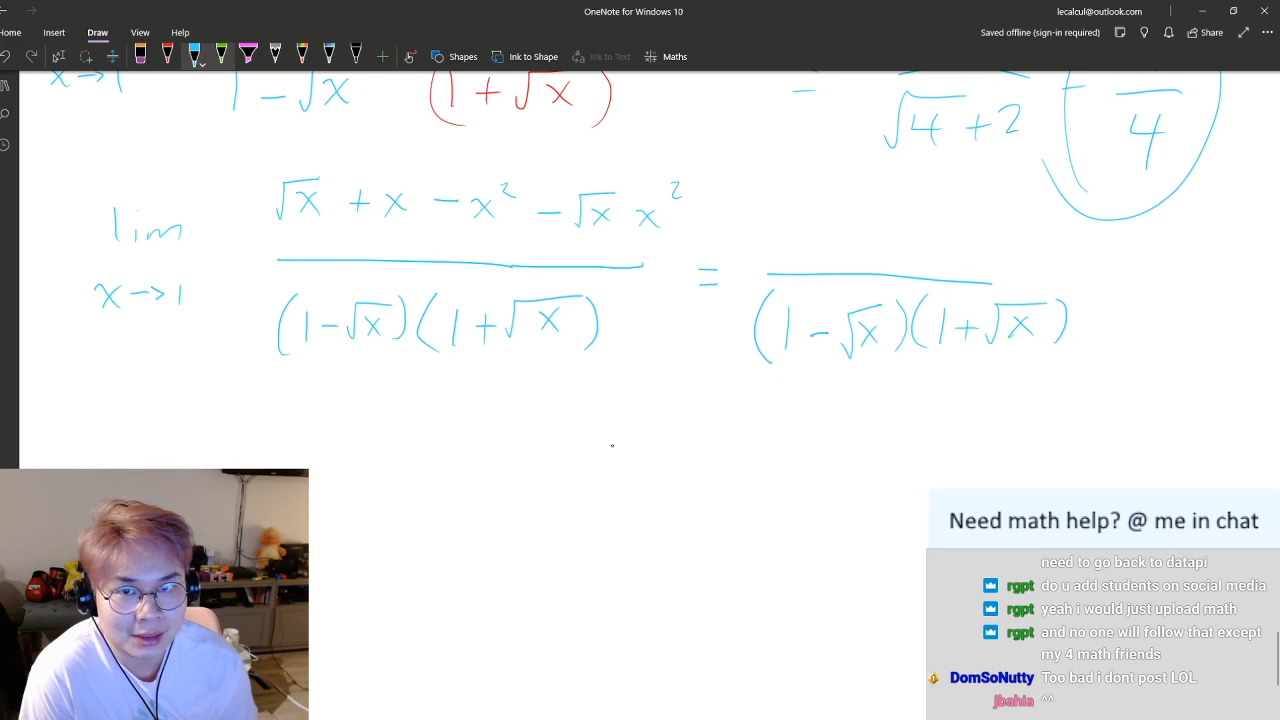 OneNote for Windows 10
lecalcul@outlook.com
Home Insert Draw View Help
Saved offline (sign-in required)
Share
Shapes
Ink to Shape
Ink to Text
Maths
x→1
1 - √x (1 + √x)
=
√4 + 2
4
lim
x→1
√x + x - x² - √x x²
(1-√x)(1+√x)
=
(1-√x)(1+√x)
Need math help? @ me in chat
need to go back to datapi
rgpt do u add students on social media
rgpt yeah i would just upload math
rgpt and no one will follow that except
my 4 math friends
DomSoNutty Too bad i dont post LOL
Jbahia ^^